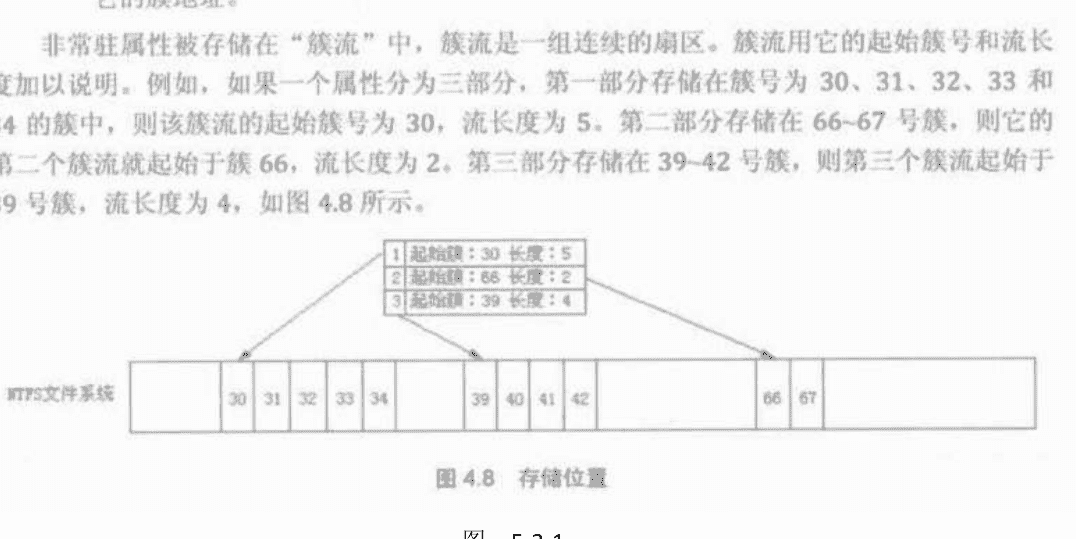 它的簇地址。
非常驻属性被存储在“簇流”中，簇流是一组连续的扇区。簇流用它的起始簇号和流长
度加以说明。例如，如果一个属性分为三部分，第一部分存储在簇号为 30、31、32、33 和
34 的簇中，则该簇流的起始簇号为 30，流长度为 5。第二部分存储在 66~67 号簇，则它的
第二个簇流就起始于簇 66，流长度为 2。第三部分存储在 39~42 号簇，则第三个簇流起始于
39 号簇，流长度为 4，如图 4.8 所示。
1 起始簇：30 长度：5
2 起始簇：66 长度：2
3 起始簇：39 长度：4
NTFS文件系统 30 31 32 33 34 39 40 41 42 66 67
图 4.8 存储位置
图 5.3.1